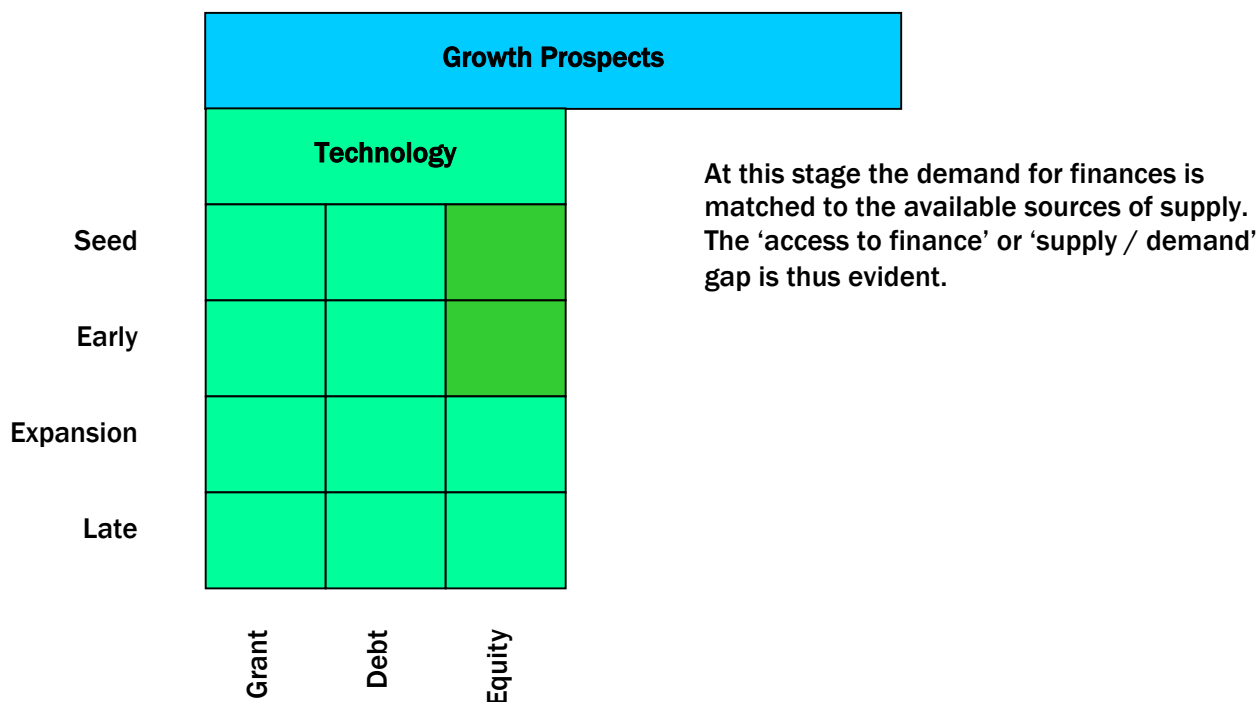 Growth Prospects
Technology
At this stage the demand for finances is
matched to the available sources of supply.
The ‘access to finance’ or ‘supply / demand’
gap is thus evident.
Seed
Early
Expansion
Late
Grant
Debt
Equity